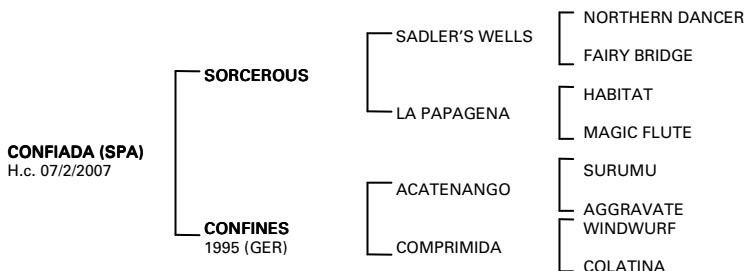 NORTHERN DANCER
SADLER'S WELLS
FAIRY BRIDGE
SORCEROUS
HABITAT
LA PAPAGENA
MAGIC FLUTE
CONFIADA (SPA)
H.c. 07/2/2007
SURUMU
ACATENANGO
AGGRAVATE
CONFINES
1995 (GER)
WINDWURF
COMPRIMIDA
COLATINA